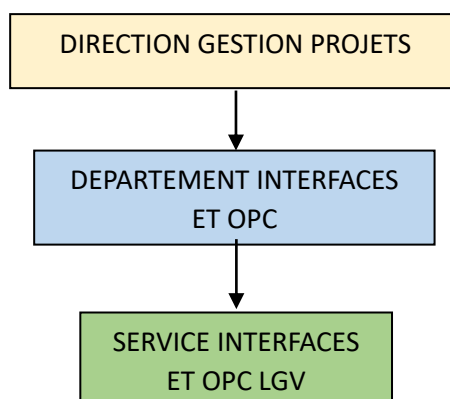 DIRECTION GESTION PROJETS
DEPARTEMENT INTERFACES
ET OPC
SERVICE INTERFACES
ET OPC LGV